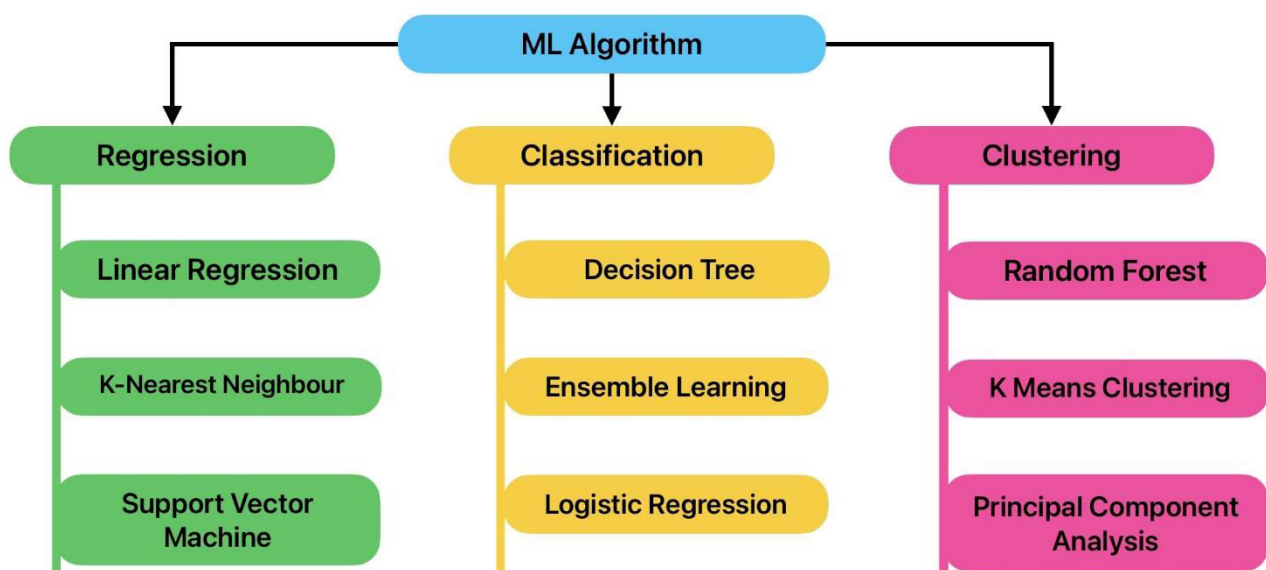 ML Algorithm
Regression
Classification
Clustering
Linear Regression
Decision Tree
Random Forest
K-Nearest Neighbour
Ensemble Learning
K Means Clustering
Support Vector
Machine
Logistic Regression
Principal Component
Analysis